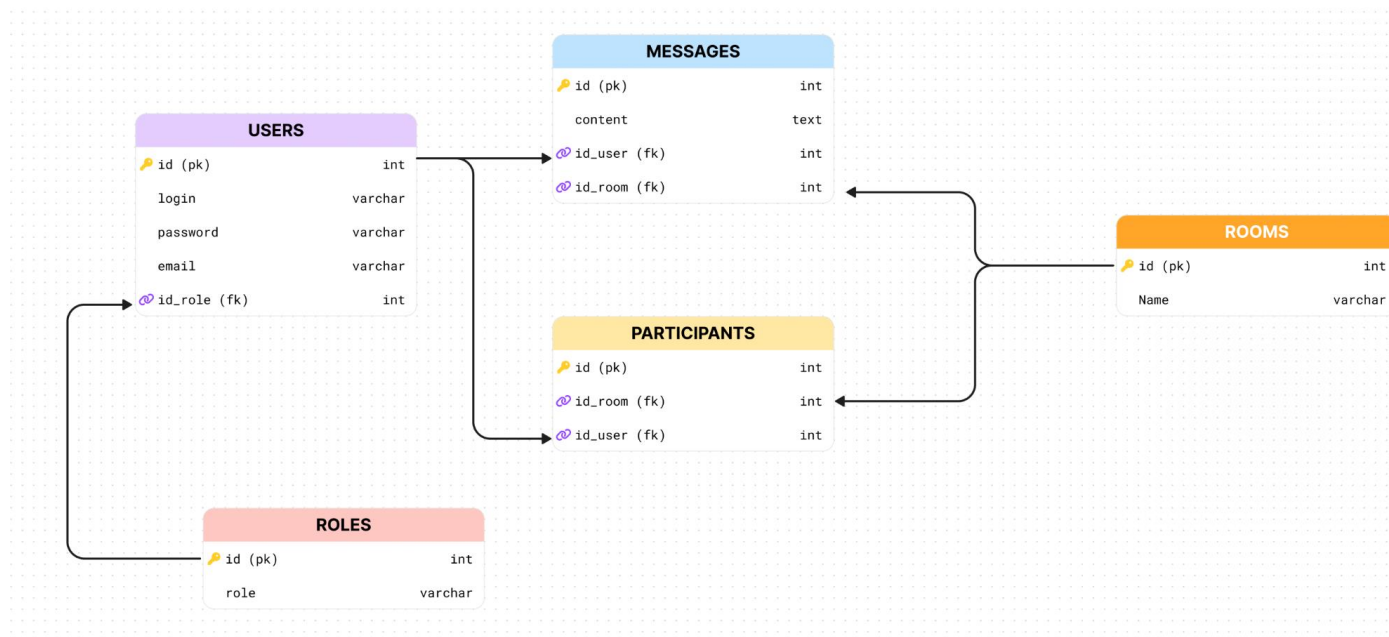 MESSAGES
id (pk) int
content text
id_user (fk) int
id_room (fk) int
USERS
id (pk) int
login varchar
password varchar
email varchar
id_role (fk) int
ROOMS
id (pk) int
Name varchar
PARTICIPANTS
id (pk) int
id_room (fk) int
id_user (fk) int
ROLES
id (pk) int
role varchar